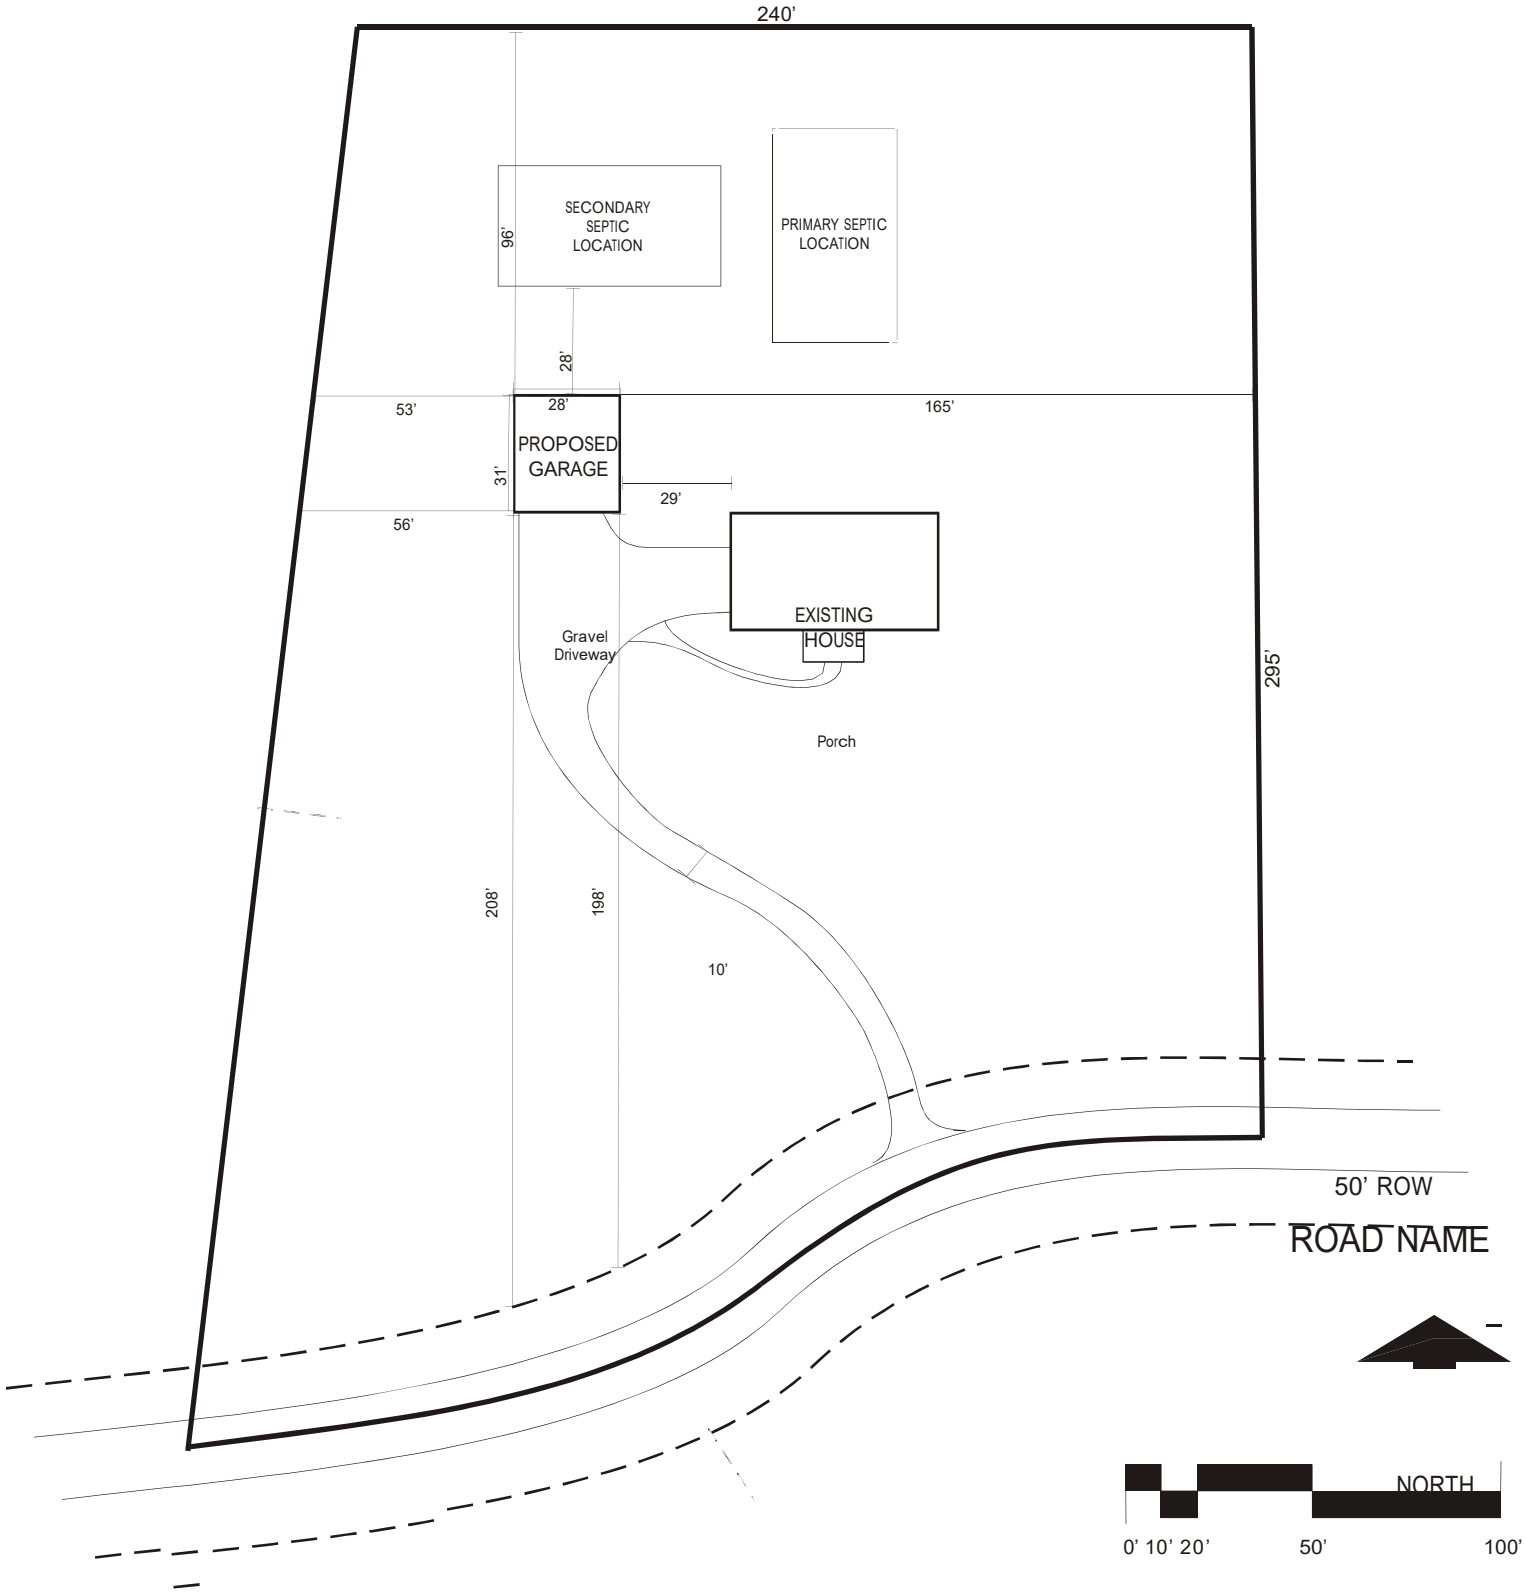 240’
SECONDARY
SEPTIC
LOCATION
PRIMARY SEPTIC
LOCATION
96’
28’
53’
28’
165’
PROPOSED
GARAGE
31’
29’
56’
EXISTING
HOUSE
Gravel
Driveway
295’
Porch
208’
198’
10’
50’ ROW
ROAD NAME
NORTH
0’ 10’ 20’ 50’ 100’